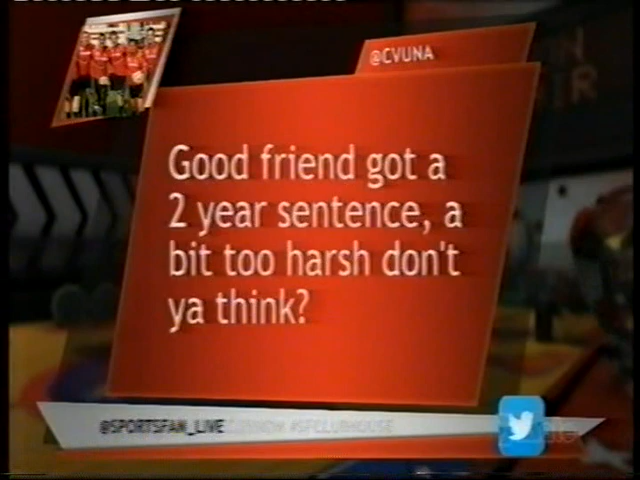 @CVUNA
Good friend got a
2 year sentence, a
bit too harsh don't
ya think?
@SPORTSFAN_LIVE #SFCLUBHOUSE